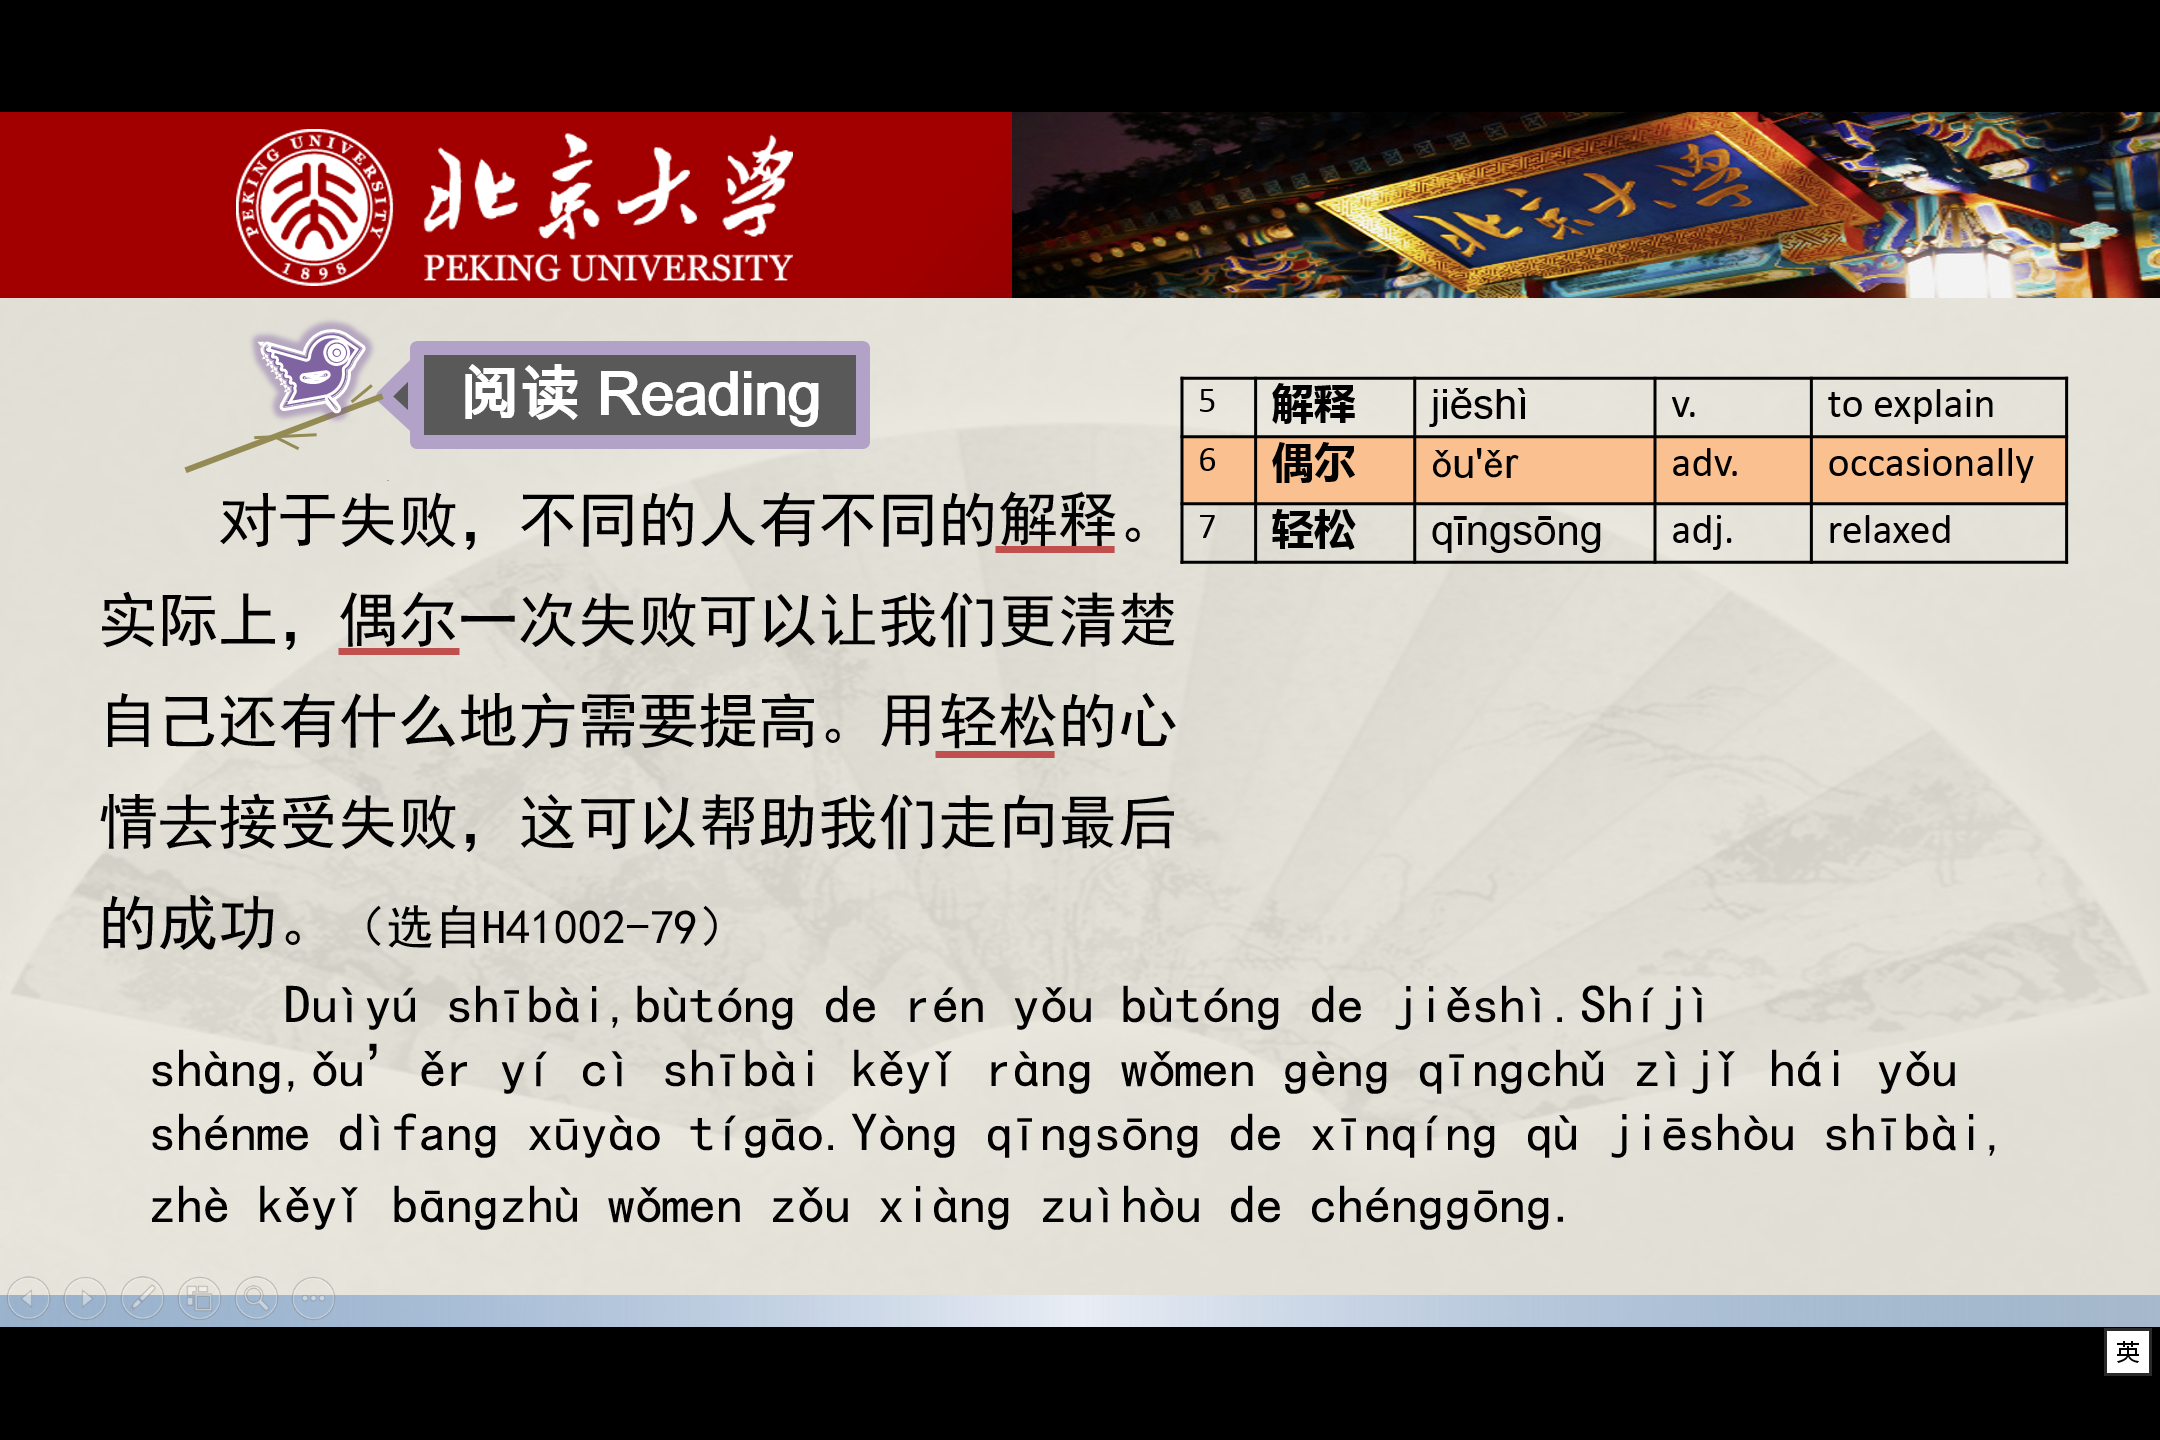 PEKING UNIVERSITY
1898
北京大学
PEKING UNIVERSITY
北京大学
阅读 Reading
5 解释 jiěshì v. to explain
6 偶尔 ǒu'ěr adv. occasionally
7 轻松 qīngsōng adj. relaxed
对于失败，不同的人有不同的解释。
实际上，偶尔一次失败可以让我们更清楚
自己还有什么地方需要提高。用轻松的心
情去接受失败，这可以帮助我们走向最后
的成功。（选自H41002-79）
Duìyú shībài,bùtóng de rén yǒu bùtóng de jiěshì.Shíjì
shàng,ǒu’ěr yí cì shībài kěyǐ ràng wǒmen gèng qīngchǔ zìjǐ hái yǒu
shénme dìfang xūyào tígāo.Yòng qīngsōng de xīnqíng qù jiēshòu shībài,
zhè kěyǐ bāngzhù wǒmen zǒu xiàng zuìhòu de chénggōng.
英